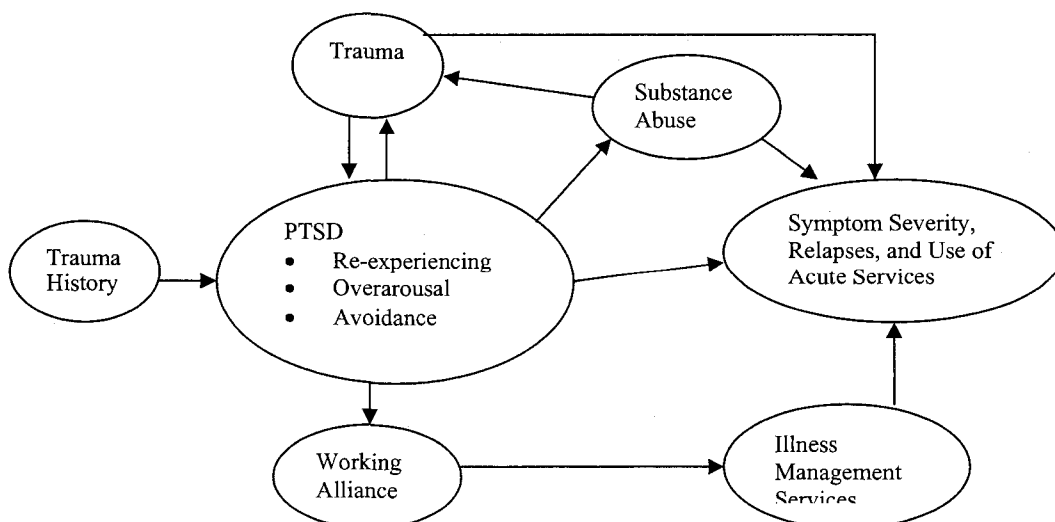 Trauma
Substance
Abuse
Trauma
History
PTSD
• Re-experiencing
• Overarousal
• Avoidance
Symptom Severity,
Relapses, and Use of
Acute Services
Working
Alliance
Illness
Management
Services